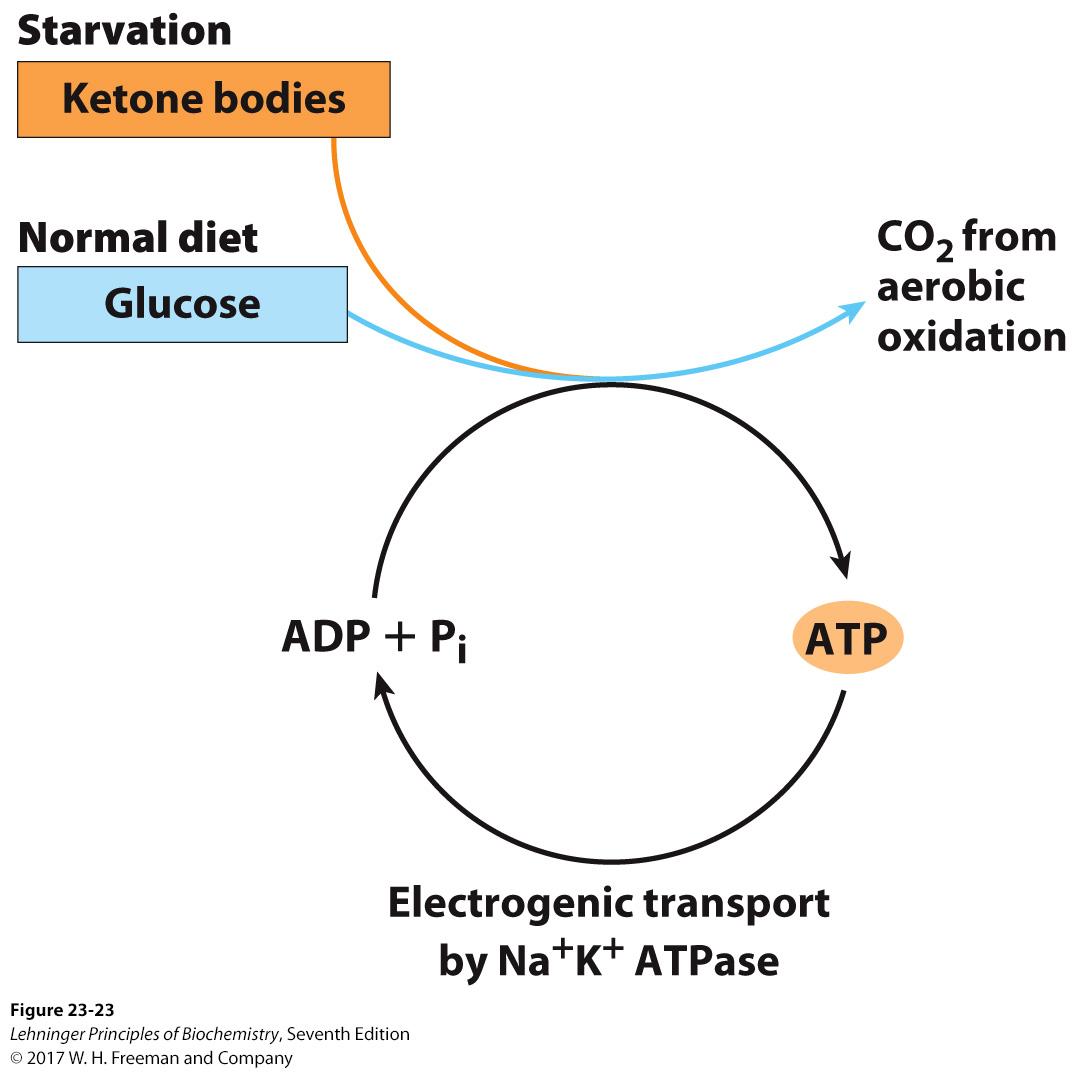 Starvation
Ketone bodies
Normal diet
Glucose
CO₂ from
aerobic
oxidation
ADP + Pᵢ
ATP
Electrogenic transport
by Na⁺K⁺ ATPase
Figure 23-23
Lehninger Principles of Biochemistry, Seventh Edition
© 2017 W. H. Freeman and Company